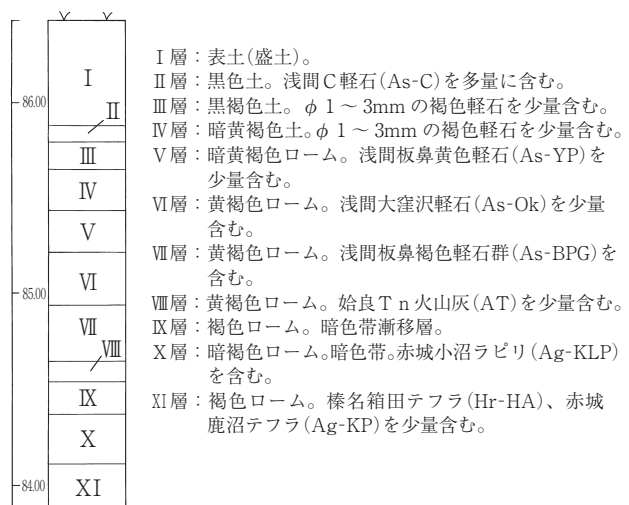 Ⅰ
86.00
Ⅱ
Ⅲ
Ⅳ
Ⅴ
Ⅵ
85.00
Ⅶ
Ⅷ
Ⅸ
Ⅹ
84.00
Ⅺ
Ⅰ層：表土(盛土)。
Ⅱ層：黒色土。浅間C軽石(As-C)を多量に含む。
Ⅲ層：黒褐色土。φ1～3mmの褐色軽石を少量含む。
Ⅳ層：暗黄褐色土。φ1～3mmの褐色軽石を少量含む。
Ⅴ層：暗黄褐色ローム。浅間板鼻黄色軽石(As-YP)を
少量含む。
Ⅵ層：黄褐色ローム。浅間大窪沢軽石(As-Ok)を少量
含む。
Ⅶ層：黄褐色ローム。浅間板鼻褐色軽石群(As-BPG)を
含む。
Ⅷ層：黄褐色ローム。姶良Tn火山灰(AT)を少量含む。
Ⅸ層：褐色ローム。暗色帯漸移層。
Ⅹ層：暗褐色ローム。暗色帯。赤城小沼ラピリ(Ag-KLP)
を含む。
Ⅺ層：褐色ローム。榛名箱田テフラ(Hr-HA)、赤城
鹿沼テフラ(Ag-KP)を少量含む。